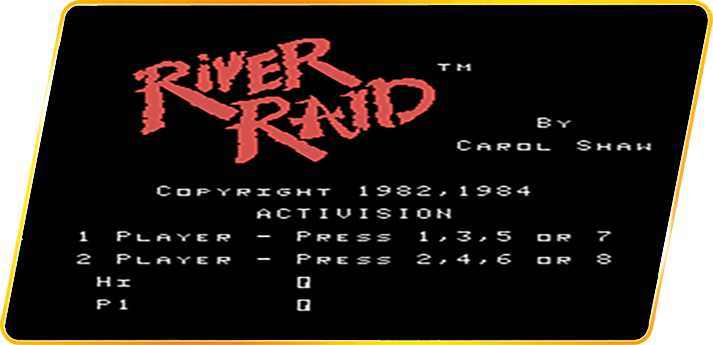 RiVER
RAID ™
BY
CAROL SHAW
COPYRIGHT 1982,1984
ACTIVISION
1 PLAYER - PRESS 1,3,5 OR 7
2 PLAYER - PRESS 2,4,6 OR 8
HI 0
P1 0